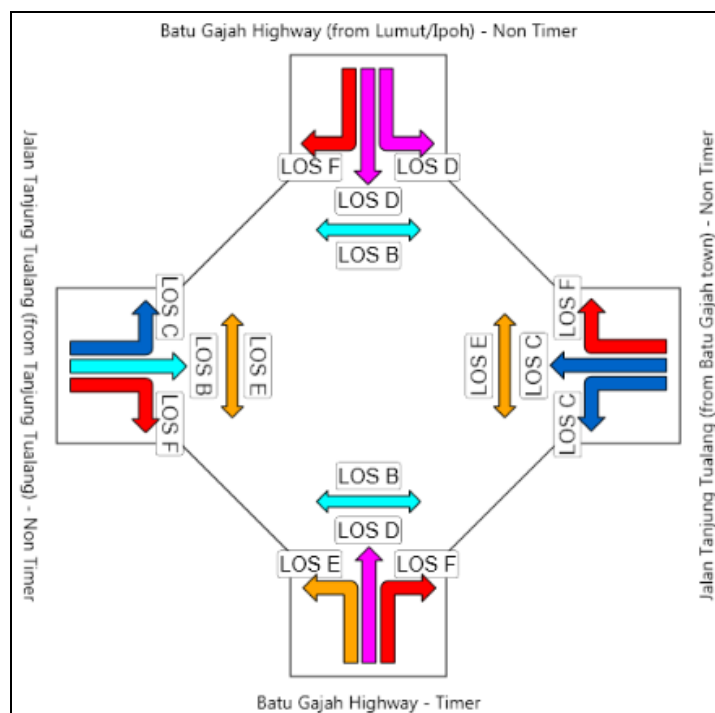 Batu Gajah Highway (from Lumut/Ipoh) - Non Timer
Jalan Tanjung Tualang (from Tanjung Tualang) - Non Timer
Jalan Tanjung Tualang (from Batu Gajah town) - Non Timer
LOS F
LOS D
LOS D
LOS B
LOS C
LOS B
LOS E
LOS F
LOS F
LOS E
LOS C
LOS C
LOS B
LOS D
LOS E
LOS F
Batu Gajah Highway - Timer